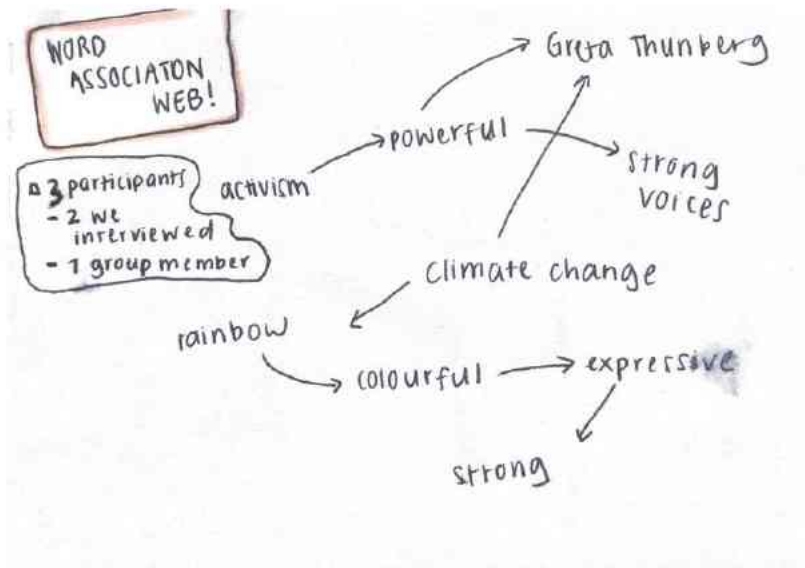 WORD
ASSOCIATON
WEB!
3 participants
- 2 we
interviewed
- 1 group member
activism
powerful
Greta Thunberg
strong
voices
climate change
rainbow
colourful
expressive
strong